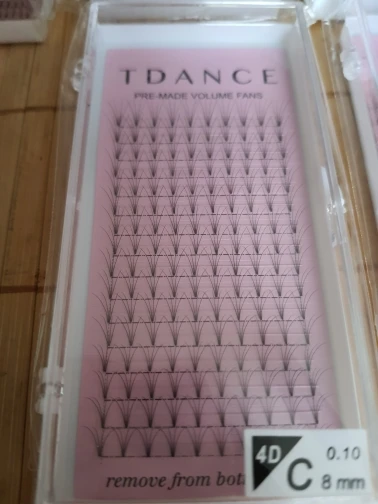 TDANCE
PRE-MADE VOLUME FANS
remove from bot
4D
C
0.10
8 mm